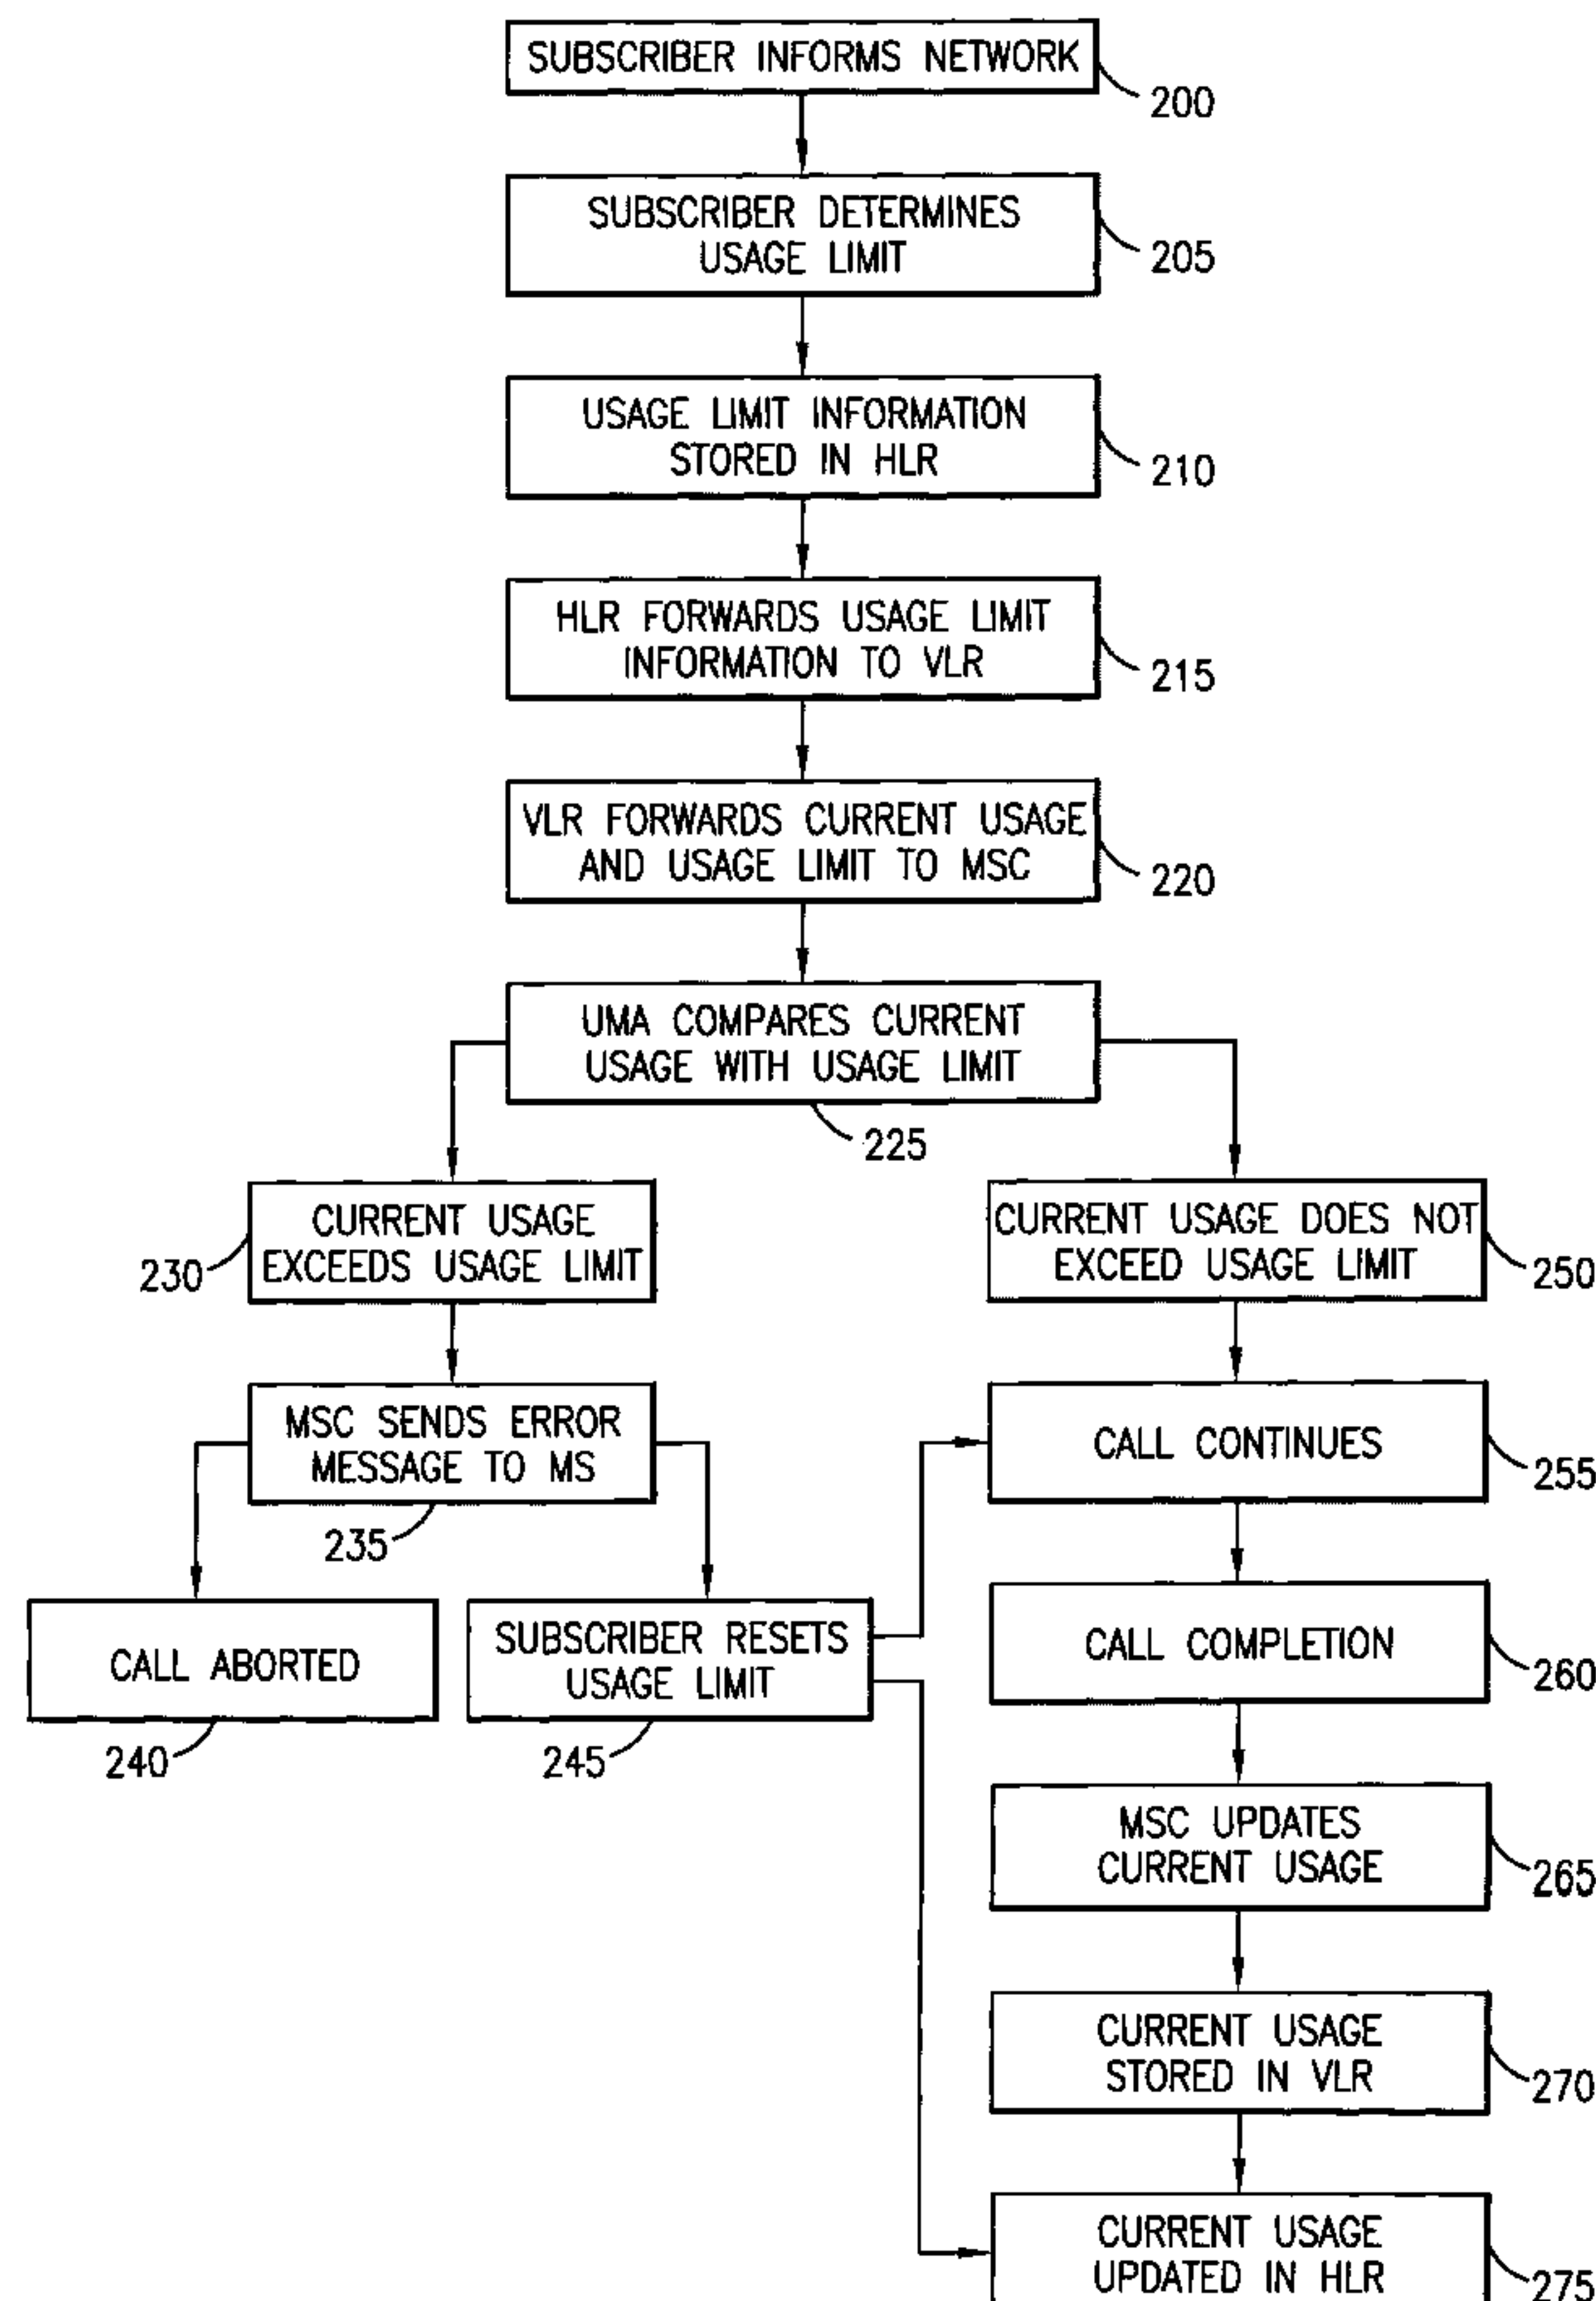 SUBSCRIBER INFORMS NETWORK
200
SUBSCRIBER DETERMINES
USAGE LIMIT
205
USAGE LIMIT INFORMATION
STORED IN HLR
210
HLR FORWARDS USAGE LIMIT
INFORMATION TO VLR
215
VLR FORWARDS CURRENT USAGE
AND USAGE LIMIT TO MSC
220
UMA COMPARES CURRENT
USAGE WITH USAGE LIMIT
225
CURRENT USAGE
EXCEEDS USAGE LIMIT
230
MSC SENDS ERROR
MESSAGE TO MS
235
CALL ABORTED
240
SUBSCRIBER RESETS
USAGE LIMIT
245
CURRENT USAGE DOES NOT
EXCEED USAGE LIMIT
250
CALL CONTINUES
255
CALL COMPLETION
260
MSC UPDATES
CURRENT USAGE
265
CURRENT USAGE
STORED IN VLR
270
CURRENT USAGE
UPDATED IN HLR
275